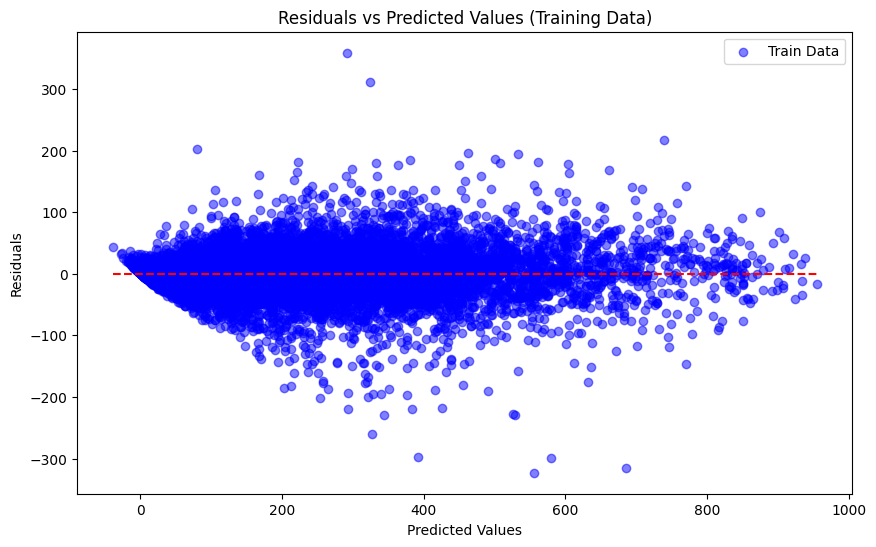 Residuals vs Predicted Values (Training Data)
Train Data
300
200
100
0
−100
−200
−300
Residuals
0 200 400 600 800 1000
Predicted Values